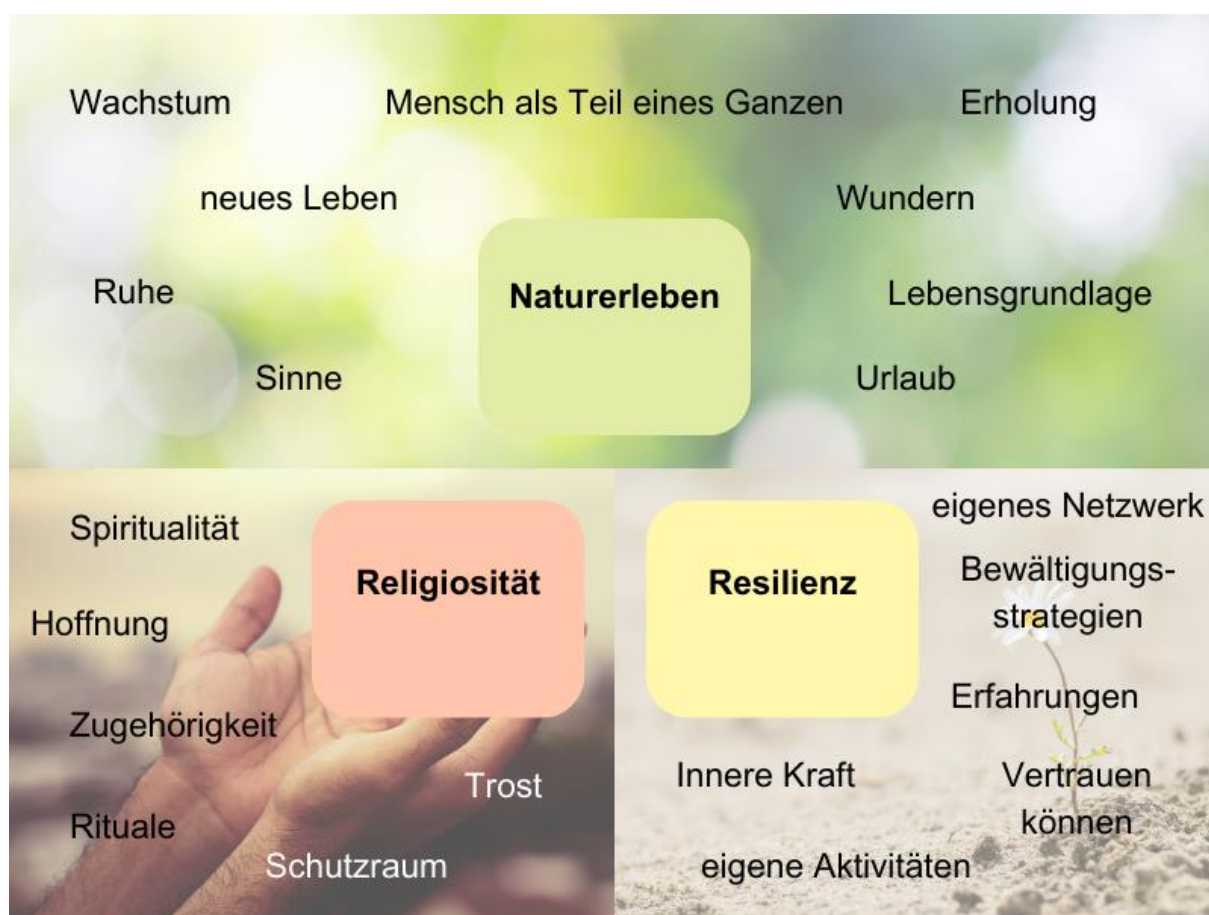 Wachstum
Mensch als Teil eines Ganzen
Erholung
neues Leben
Wundern
Ruhe
Naturerleben
Lebensgrundlage
Sinne
Urlaub
Spiritualität
Religiosität
Hoffnung
Zugehörigkeit
Trost
Rituale
Schutzraum
Resilienz
eigenes Netzwerk
Bewältigungs-
strategien
Erfahrungen
Innere Kraft
Vertrauen
können
eigene Aktivitäten